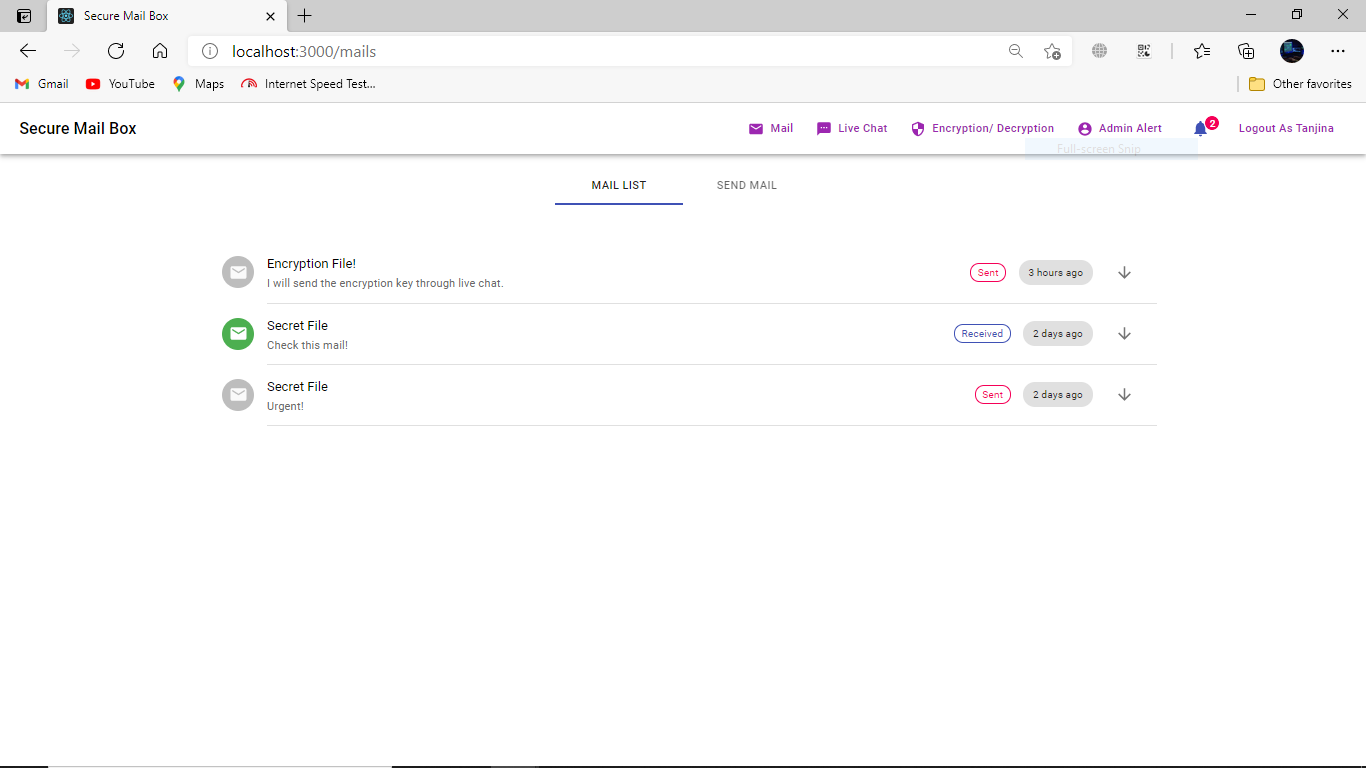 Secure Mail Box
localhost:3000/mails
Gmail YouTube Maps Internet Speed Test... Other favorites
Secure Mail Box Mail Live Chat Encryption/ Decryption Admin Alert 2 Logout As Tanjina
Full-screen Snip
MAIL LIST SEND MAIL
Encryption File!
I will send the encryption key through live chat.
Sent 3 hours ago
Secret File
Check this mail!
Received 2 days ago
Secret File
Urgent!
Sent 2 days ago